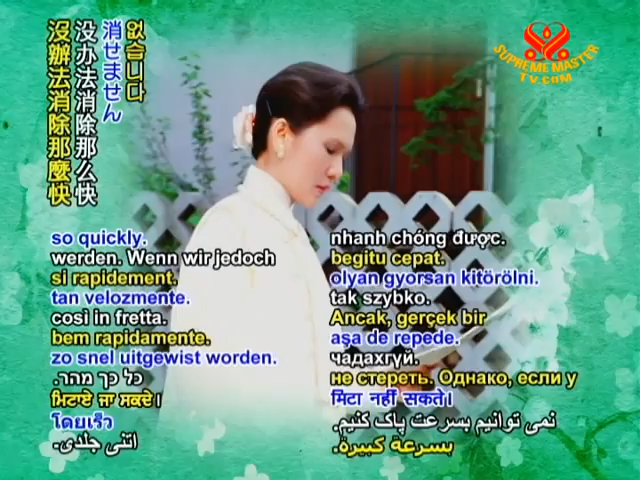 없습니다
消せません
没办法消除那么快
沒辦法消除那麼快
SUPREME MASTER
TV.COM
so quickly.
werden. Wenn wir jedoch
si rapidement.
tan velozmente.
così in fretta.
bem rapidamente.
zo snel uitgewist worden.
כל כך מהר.
ਮਿਟਾਏ ਜਾ ਸਕਦੇ।
โดยเร็ว
اتنی جلدی.
nhanh chóng được.
begitu cepat.
olyan gyorsan kitörölni.
tak szybko.
Ancak, gerçek bir
aşa de repede.
чадахгүй.
не стереть. Однако, если у
मिटा नहीं सकते।
نمی توانیم بسرعت پاک کنیم.
بسرعة كبيرة.